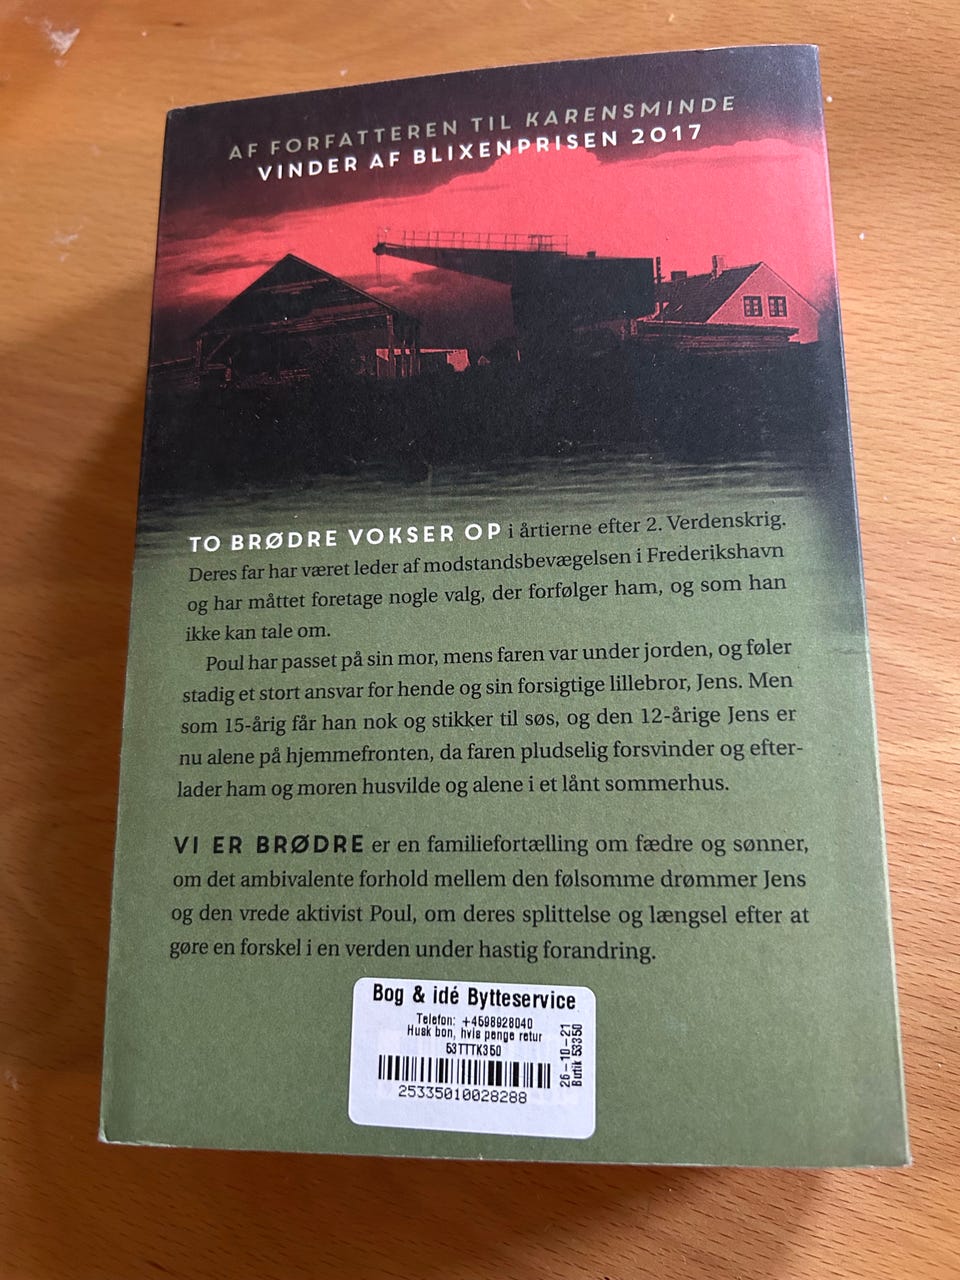 AF FORFATTEREN TIL KARENSMINDE
VINDER AF BLIXENPRISEN 2017
TO BRØDRE VOKSER OP i årtierne efter 2. Verdenskrig.
Deres far har været leder af modstandsbevægelsen i Frederikshavn
og har måttet foretage nogle valg, der forfølger ham, og som han
ikke kan tale om.
Poul har passet på sin mor, mens faren var under jorden, og føler
stadig et stort ansvar for hende og sin forsigtige lillebror, Jens. Men
som 15-årig får han nok og stikker til søs, og den 12-årige Jens er
nu alene på hjemmefronten, da faren pludselig forsvinder og efter-
lader ham og moren husvilde og alene i et lånt sommerhus.
VI ER BRØDRE er en familiefortælling om fædre og sønner,
om det ambivalente forhold mellem den følsomme drømmer Jens
og den vrede aktivist Poul, om deres splittelse og længsel efter at
gøre en forskel i en verden under hastig forandring.
Bog & idé Bytteservice
Telefon: +4598928040
Husk bon, hvis penge retur
53TTTK350
25335010028288
26-10-21
Butik 53350